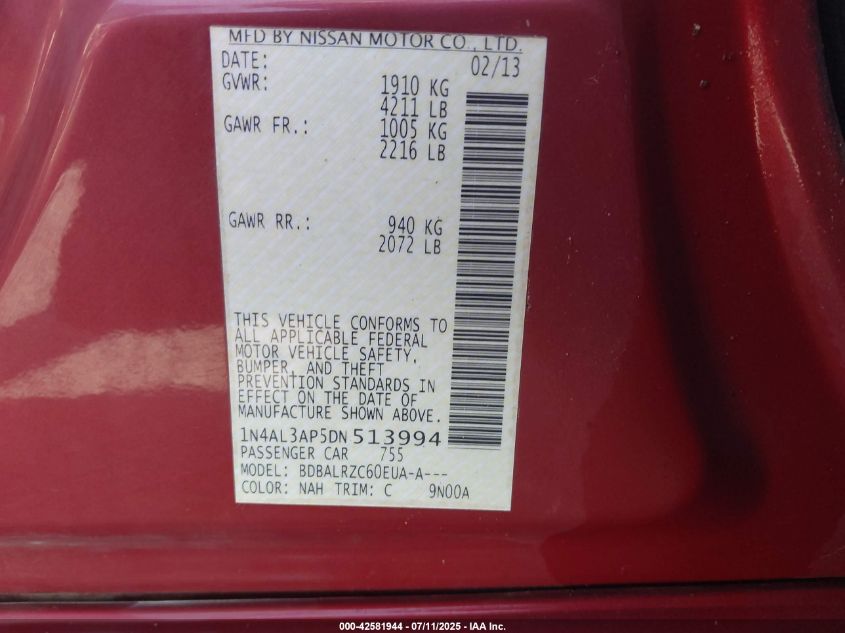 MFD BY NISSAN MOTOR CO., LTD.
DATE: 02/13
GVWR: 1910 KG
4211 LB
GAWR FR.: 1005 KG
2216 LB
GAWR RR.: 940 KG
2072 LB
THIS VEHICLE CONFORMS TO
ALL APPLICABLE FEDERAL
MOTOR VEHICLE SAFETY,
BUMPER, AND THEFT
PREVENTION STANDARDS IN
EFFECT ON THE DATE OF
MANUFACTURE SHOWN ABOVE.
1N4AL3AP5DN 513994
PASSENGER CAR 755
MODEL: BDBALRZC60EUA-A---
COLOR: NAH TRIM: C 9N00A
000-42581944 - 07/11/2025 - IAA Inc.